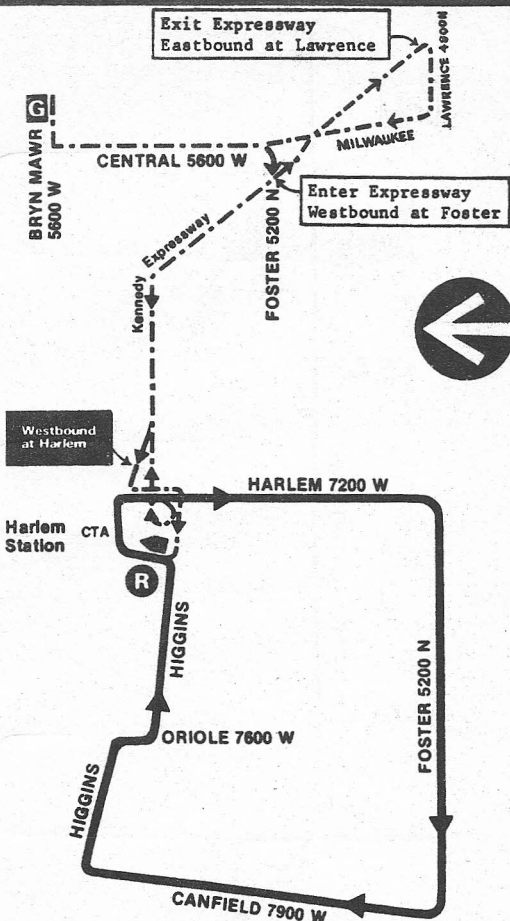 Exit Expressway
Eastbound at Lawrence
LAWRENCE 4900N
G
BRYN MAWR
5600 W
CENTRAL 5600 W
MILWAUKEE
Enter Expressway
Westbound at Foster
FOSTER 5200 N
Expressway
Kennedy
Westbound
at Harlem
HARLEM 7200 W
Harlem
Station
CTA
R
HIGGINS
FOSTER 5200 N
ORIOLE 7600 W
HIGGINS
CANFIELD 7900 W